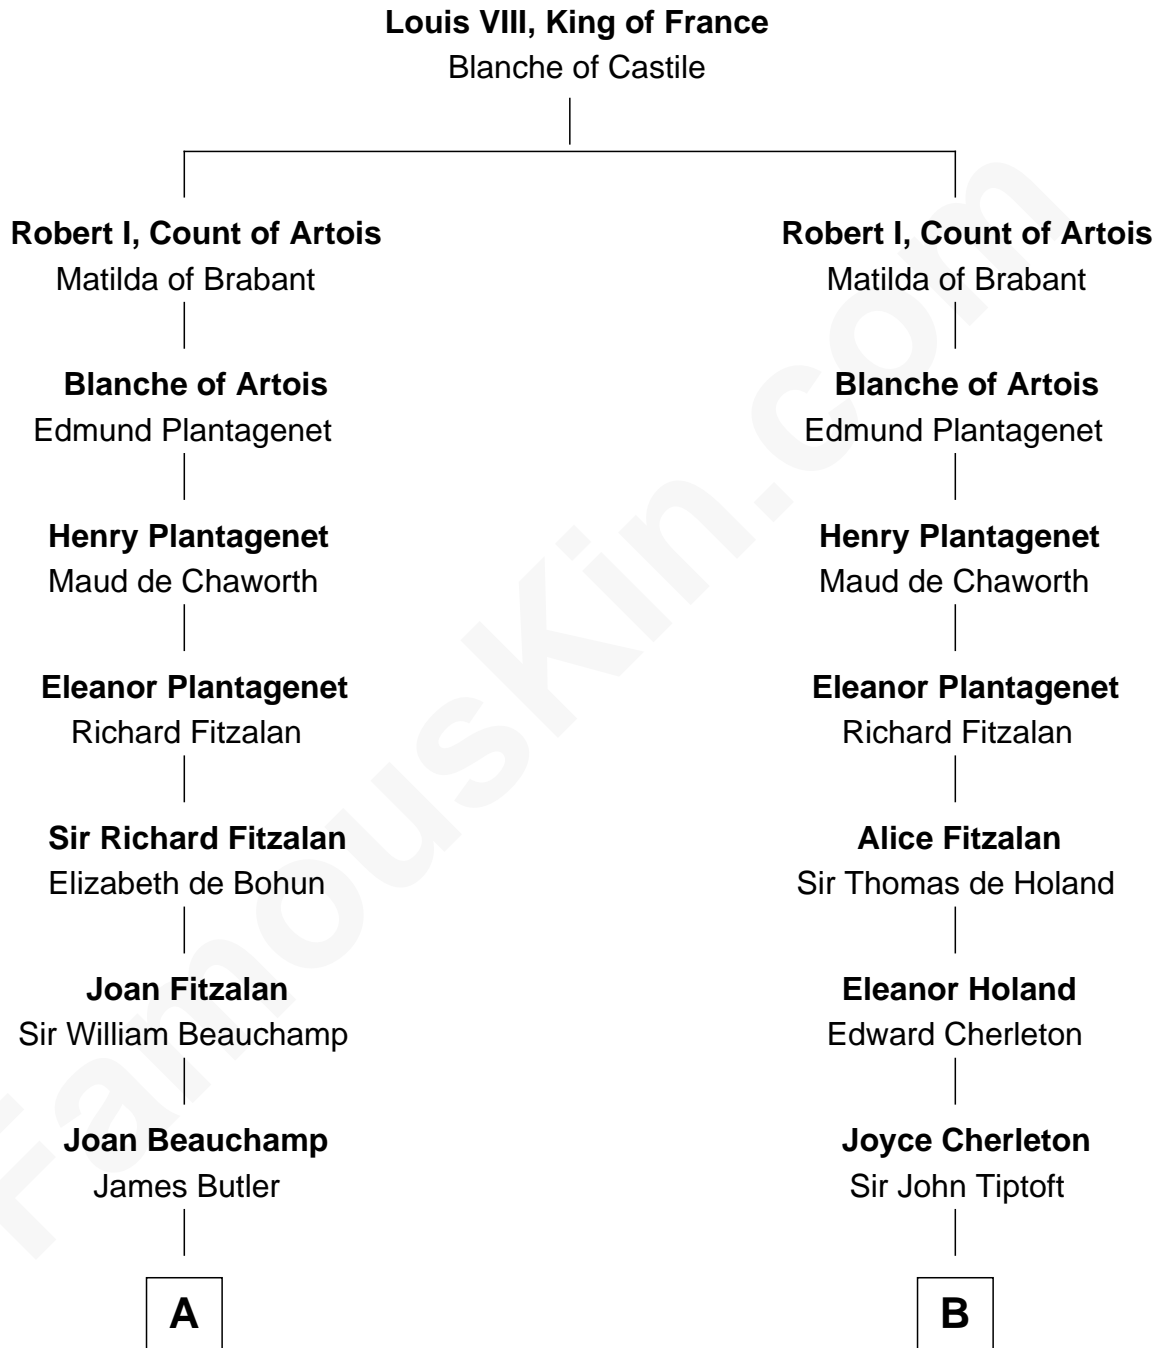 Louis VIII, King of France
Blanche of Castile
Robert I, Count of Artois
Matilda of Brabant
Robert I, Count of Artois
Matilda of Brabant
Blanche of Artois
Edmund Plantagenet
Blanche of Artois
Edmund Plantagenet
Henry Plantagenet
Maud de Chaworth
Henry Plantagenet
Maud de Chaworth
Eleanor Plantagenet
Richard Fitzalan
Eleanor Plantagenet
Richard Fitzalan
Sir Richard Fitzalan
Elizabeth de Bohun
Alice Fitzalan
Sir Thomas de Holand
Joan Fitzalan
Sir William Beauchamp
Eleanor Holand
Edward Cherleton
Joan Beauchamp
James Butler
Joyce Cherleton
Sir John Tiptoft
A
B
FamousKin.com